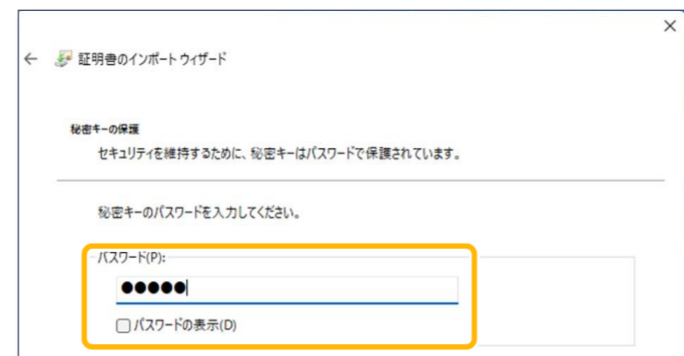 証明書のインポート ウィザード
秘密キーの保護
セキュリティを維持するために、秘密キーはパスワードで保護されています。
秘密キーのパスワードを入力してください。
パスワード(P):
●●●●●
パスワードの表示(D)